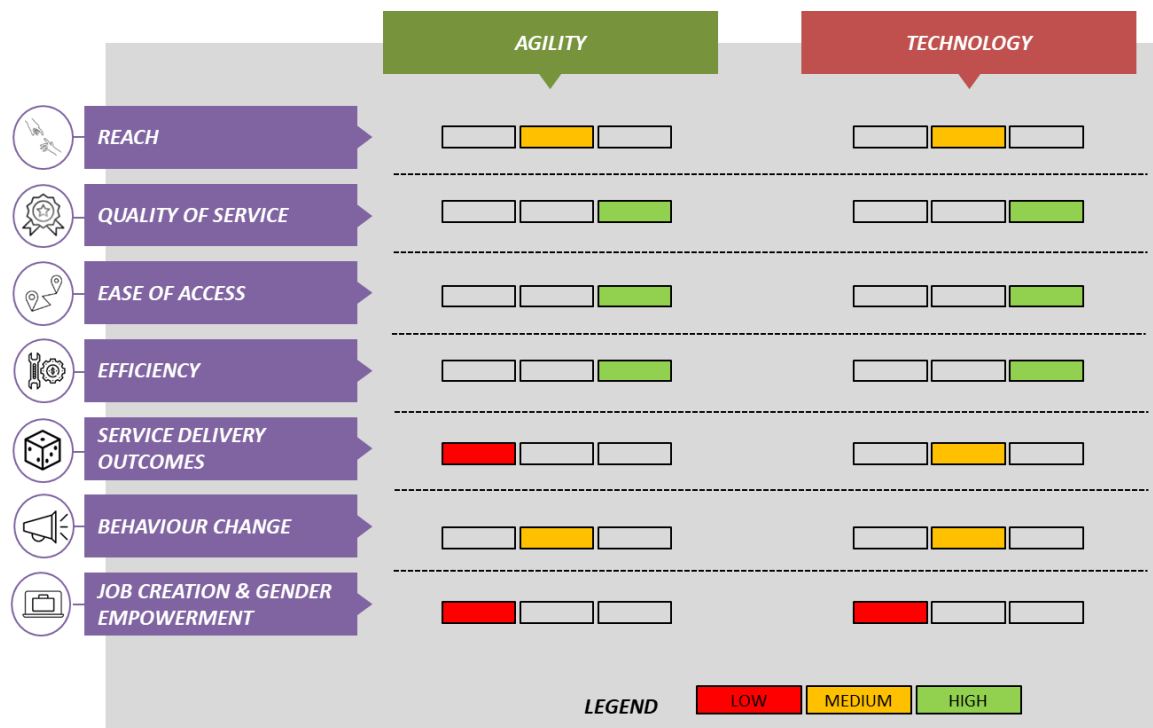 AGILITY
TECHNOLOGY
REACH
QUALITY OF SERVICE
EASE OF ACCESS
EFFICIENCY
SERVICE DELIVERY
OUTCOMES
BEHAVIOUR CHANGE
JOB CREATION & GENDER
EMPOWERMENT
LEGEND
LOW
MEDIUM
HIGH